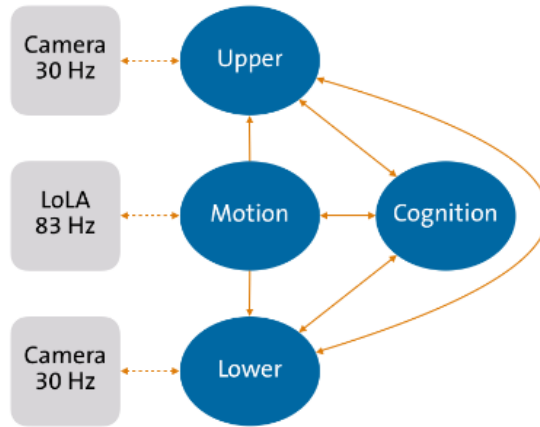 Camera
30 Hz
Upper
LoLA
83 Hz
Motion
Cognition
Camera
30 Hz
Lower